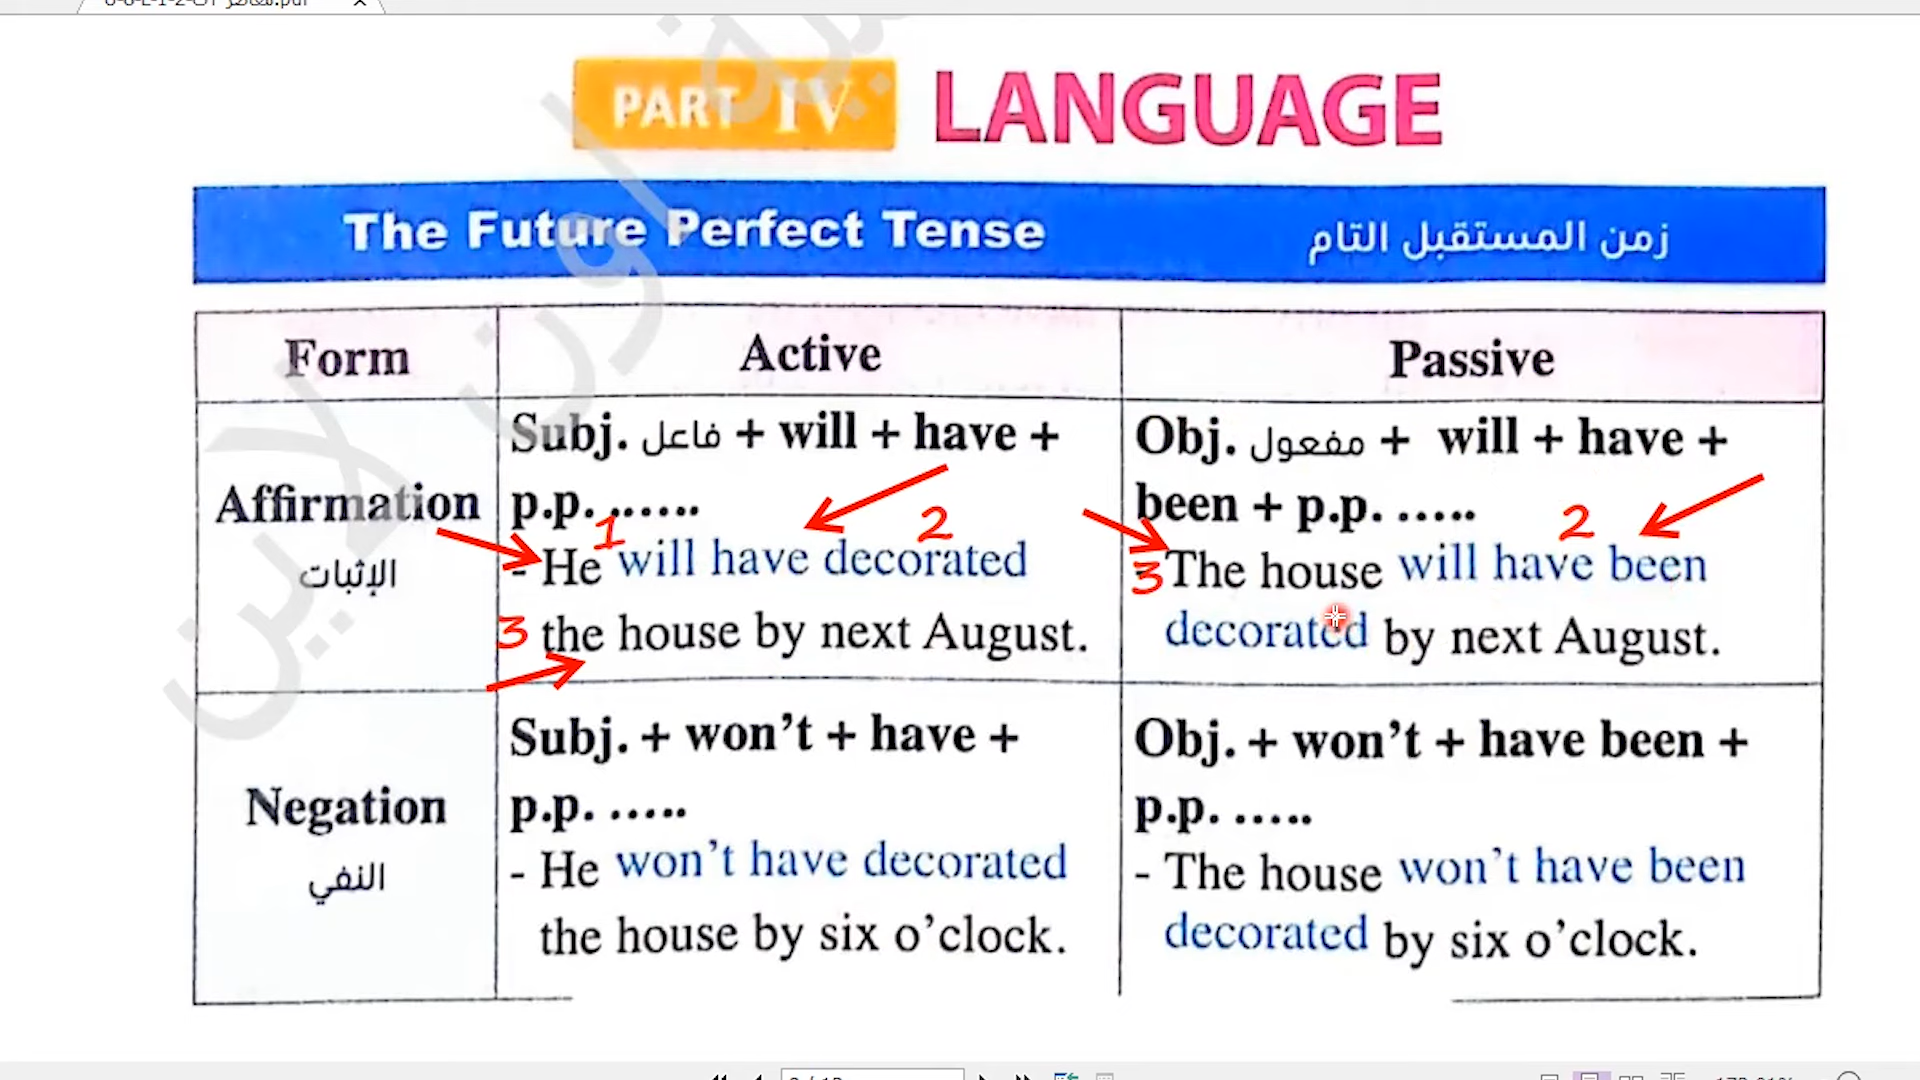 PART IV LANGUAGE
The Future Perfect Tense زمن المستقبل التام
Form Active Passive
Affirmation
الإثبات
Subj. فاعل + will + have +
p.p. ......
1 2
- He will have decorated
3 the house by next August.
Obj. مفعول + will + have +
been + p.p. .....
2
3 - The house will have been
decorated by next August.
Negation
النفي
Subj. + won't + have +
p.p. .....
- He won't have decorated
the house by six o'clock.
Obj. + won't + have been +
p.p. .....
- The house won't have been
decorated by six o'clock.
اون لاين